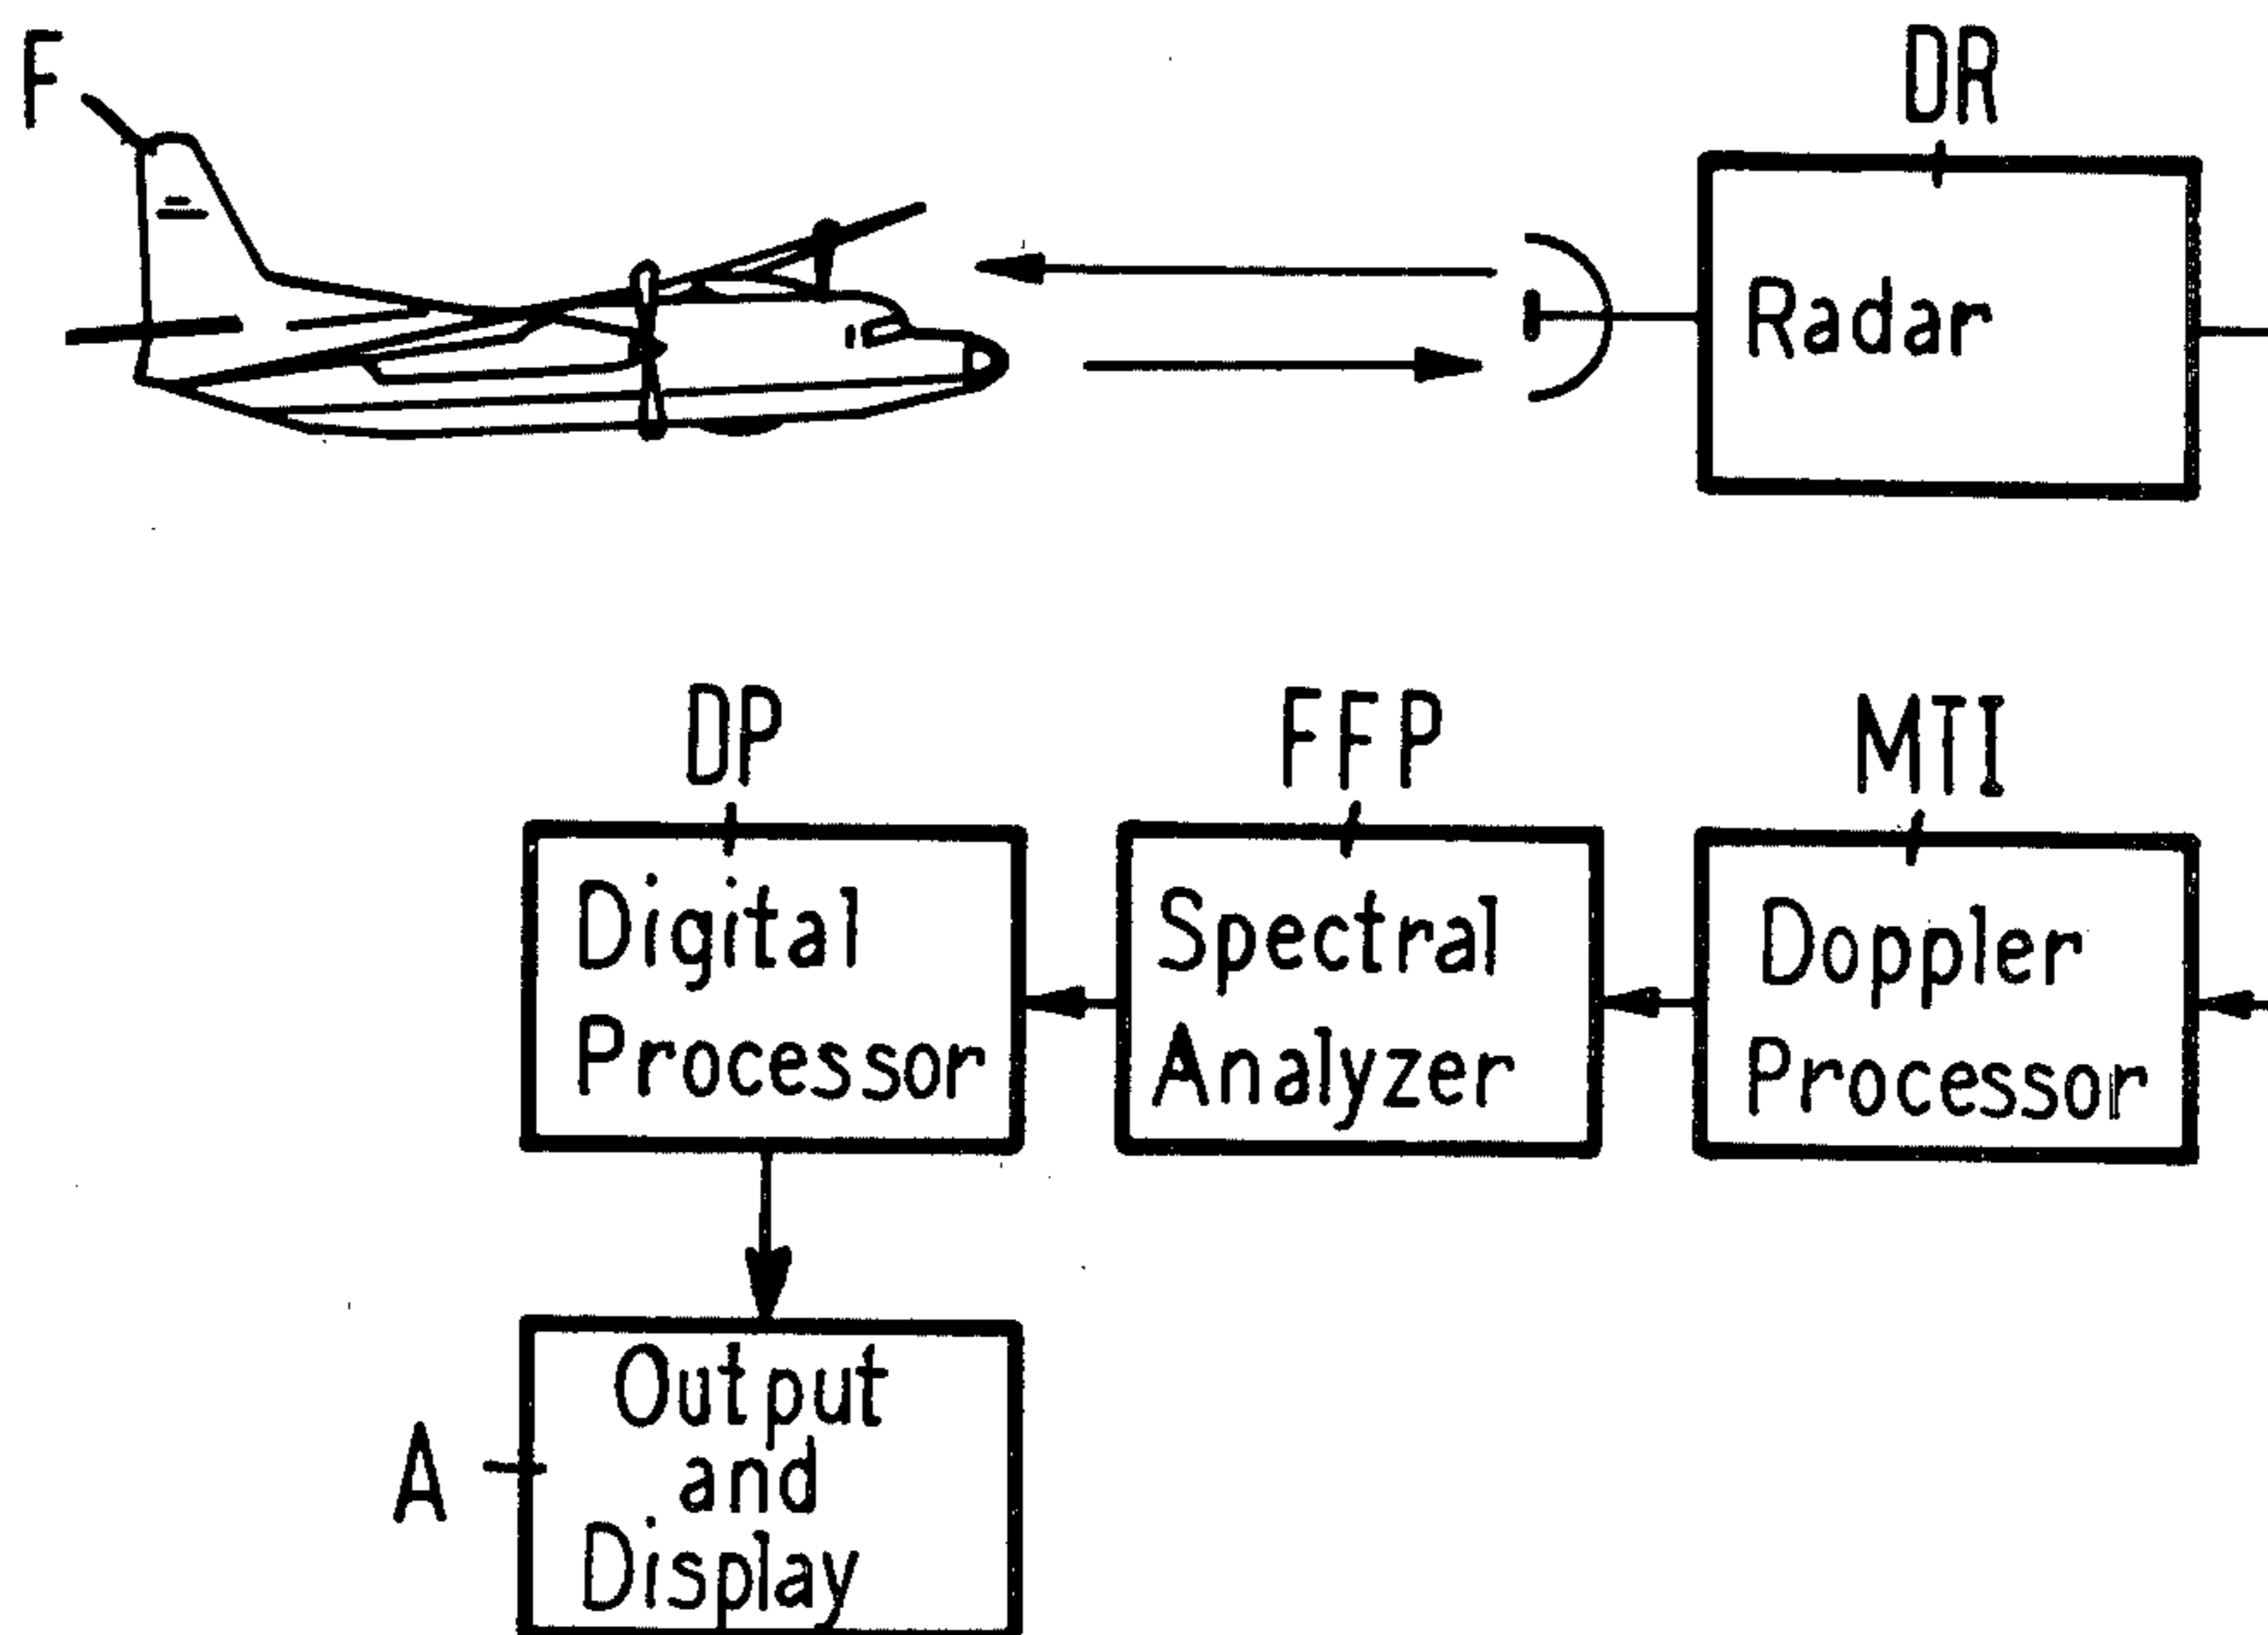 F
DR
Radar
DP
FFP
MTI
Digital
Processor
Spectral
Analyzer
Doppler
Processor
A
Output
and
Display